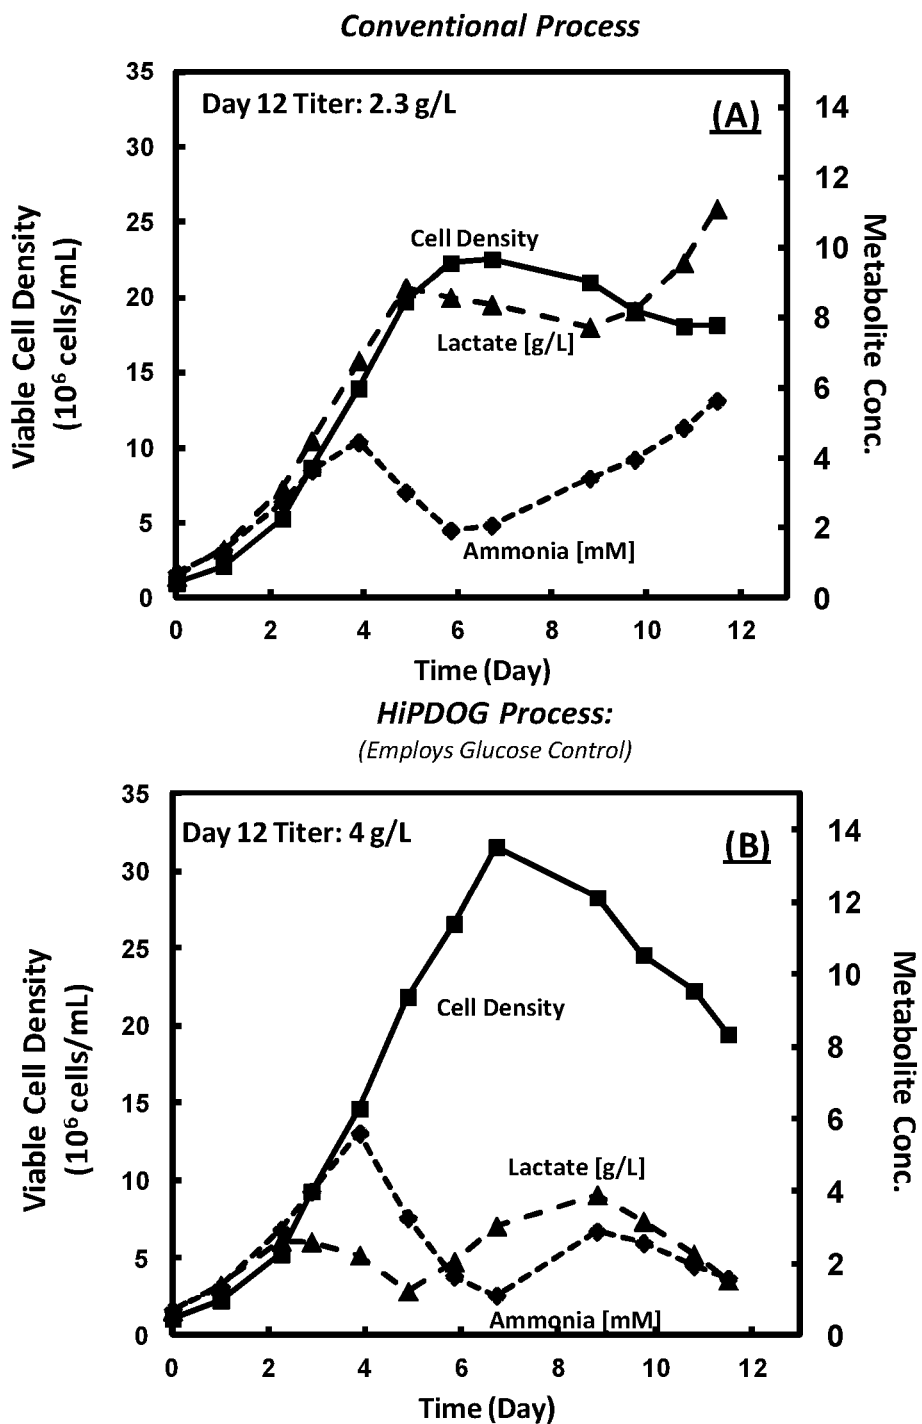 Conventional Process
Day 12 Titer: 2.3 g/L
(A)
35
30
25
20
15
10
5
0
Viable Cell Density
(10⁶ cells/mL)
14
12
10
8
6
4
2
0
Metabolite Conc.
Cell Density
Lactate [g/L]
Ammonia [mM]
0 2 4 6 8 10 12
Time (Day)
HiPDOG Process:
(Employs Glucose Control)
Day 12 Titer: 4 g/L
(B)
35
30
25
20
15
10
5
0
Viable Cell Density
(10⁶ cells/mL)
14
12
10
8
6
4
2
0
Metabolite Conc.
Cell Density
Lactate [g/L]
Ammonia [mM]
0 2 4 6 8 10 12
Time (Day)